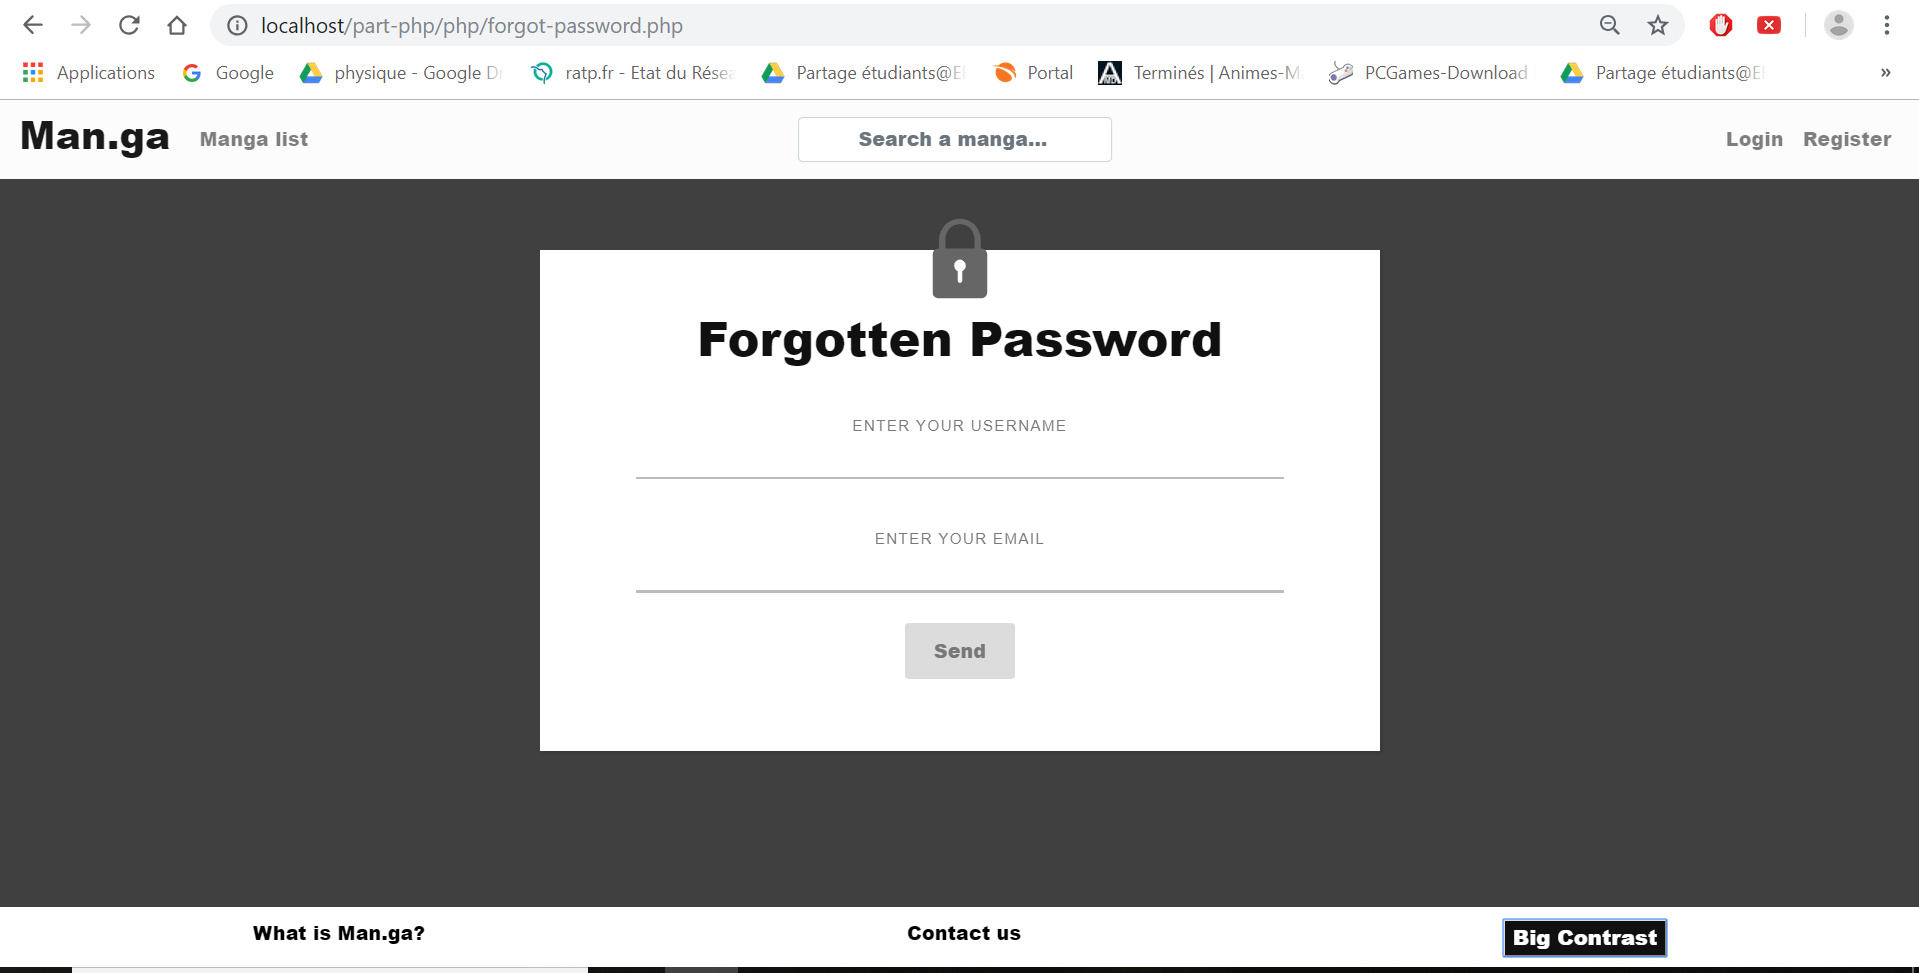 localhost/part-php/php/forgot-password.php
Applications Google physique - Google Dr ratp.fr - Etat du Résea Partage étudiants@E Portal Terminés | Animes-M PCGames-Download Partage étudiants@E »
Man.ga Manga list Search a manga... Login Register
Forgotten Password
ENTER YOUR USERNAME
ENTER YOUR EMAIL
Send
What is Man.ga? Contact us Big Contrast